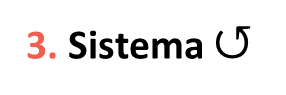 3. Sistema ↺